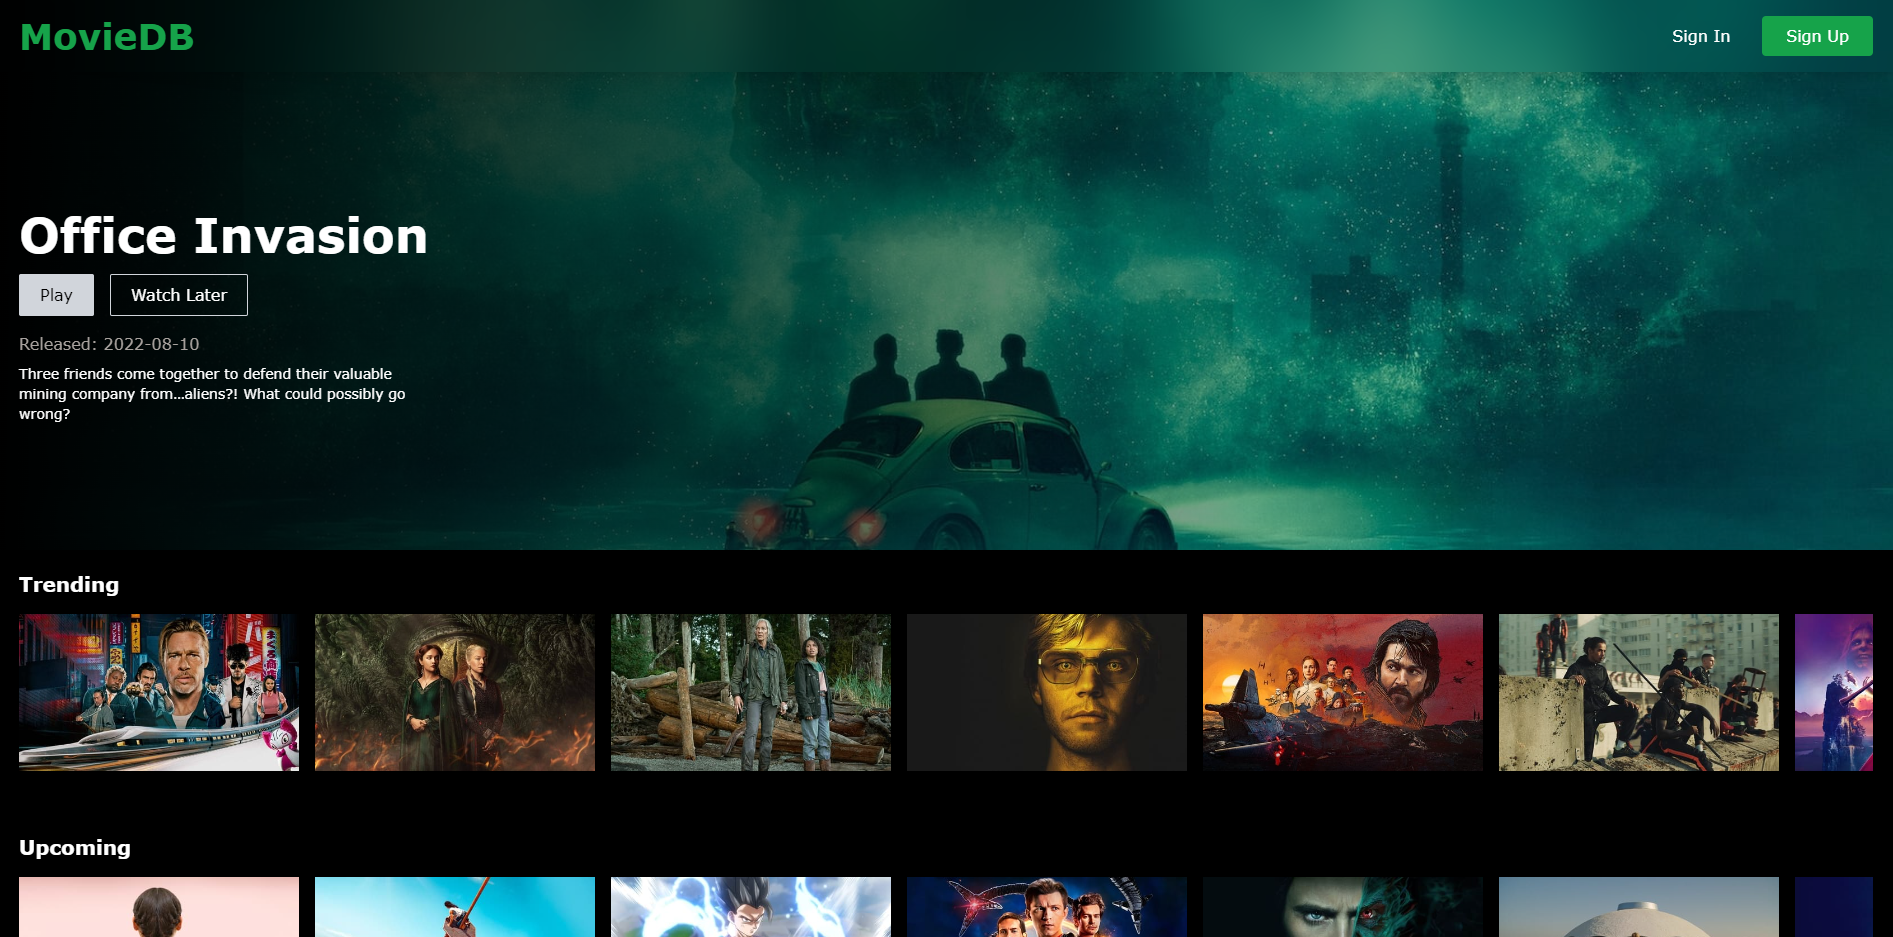 MovieDB
Sign In
Sign Up
Office Invasion
Play
Watch Later
Released: 2022-08-10
Three friends come together to defend their valuable
mining company from…aliens?! What could possibly go
wrong?
Trending
Upcoming